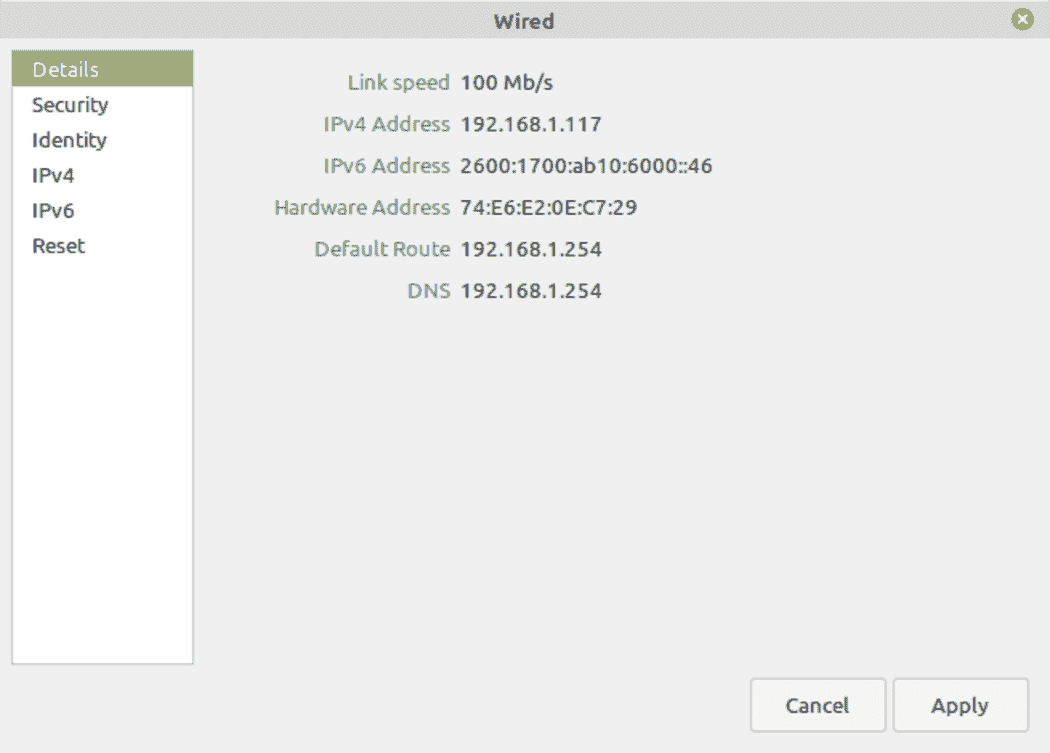 Wired
Details
Security
Identity
IPv4
IPv6
Reset
Link speed 100 Mb/s
IPv4 Address 192.168.1.117
IPv6 Address 2600:1700:ab10:6000::46
Hardware Address 74:E6:E2:0E:C7:29
Default Route 192.168.1.254
DNS 192.168.1.254
Cancel Apply